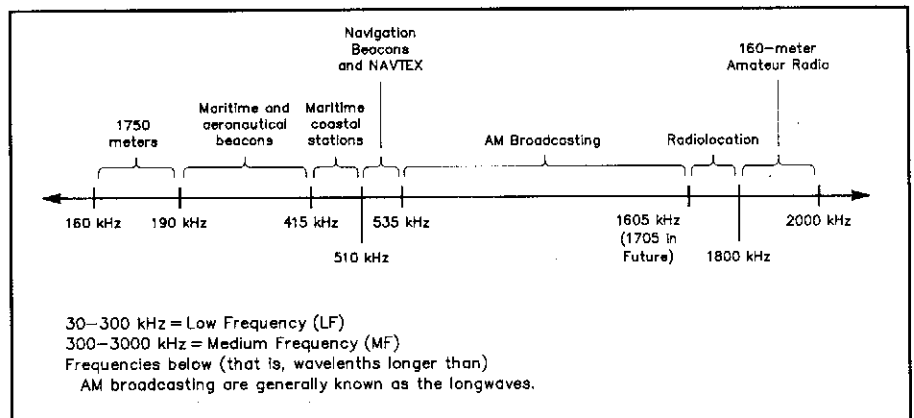 Navigation
Beacons
and NAVTEX
160-meter
Amateur Radio
1750
meters
Maritime and
aeronautical
beacons
Maritime
coastal
stations
AM Broadcasting
Radiolocation
160 kHz
190 kHz
415 kHz
510 kHz
535 kHz
1605 kHz
(1705 in
Future)
1800 kHz
2000 kHz
30-300 kHz = Low Frequency (LF)
300-3000 kHz = Medium Frequency (MF)
Frequencies below (that is, wavelenths longer than)
AM broadcasting are generally known as the longwaves.